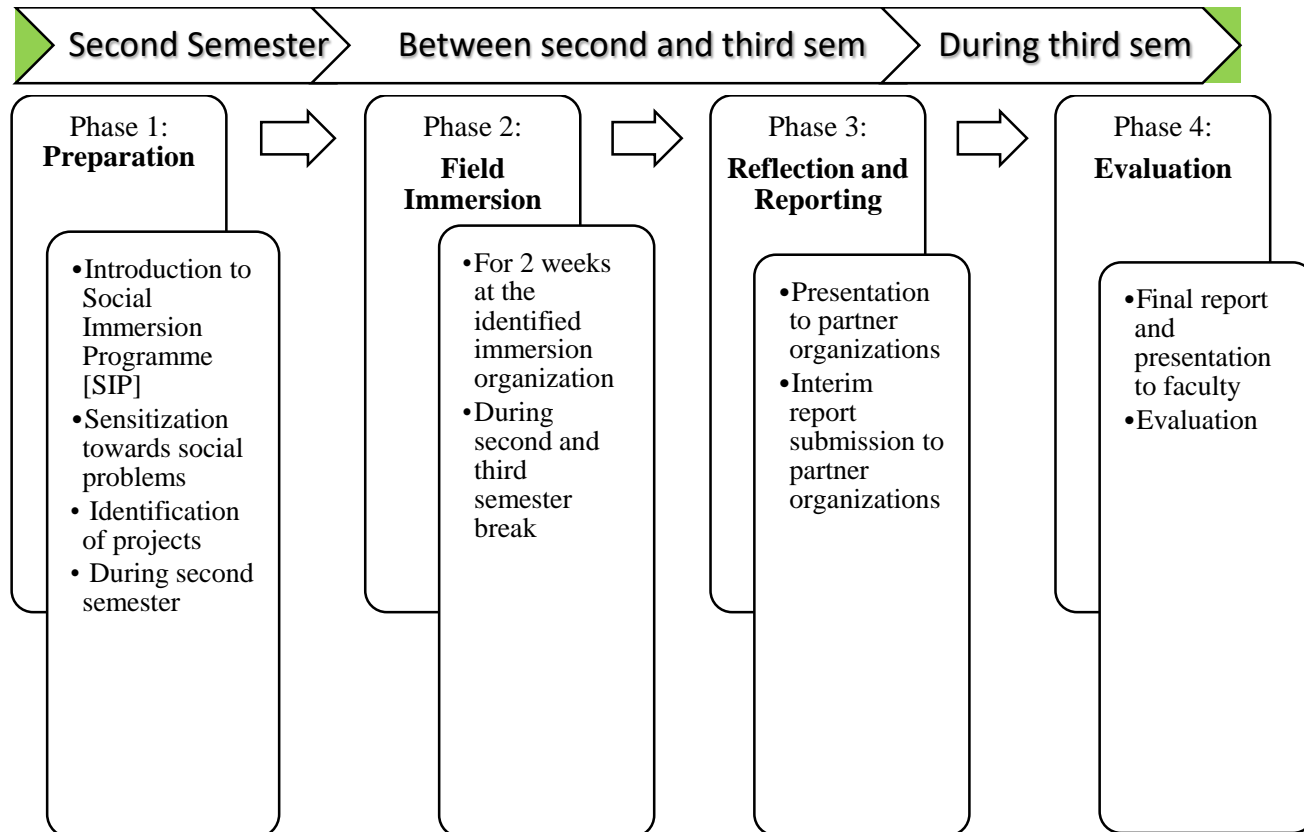 Second Semester
Between second and third sem
During third sem
Phase 1:
Preparation
•Introduction to
Social
Immersion
Programme
[SIP]
•Sensitization
towards social
problems
• Identification
of projects
• During second
semester
Phase 2:
Field
Immersion
•For 2 weeks
at the
identified
immersion
organization
•During
second and
third
semester
break
Phase 3:
Reflection and
Reporting
•Presentation
to partner
organizations
•Interim
report
submission to
partner
organizations
Phase 4:
Evaluation
•Final report
and
presentation
to faculty
•Evaluation